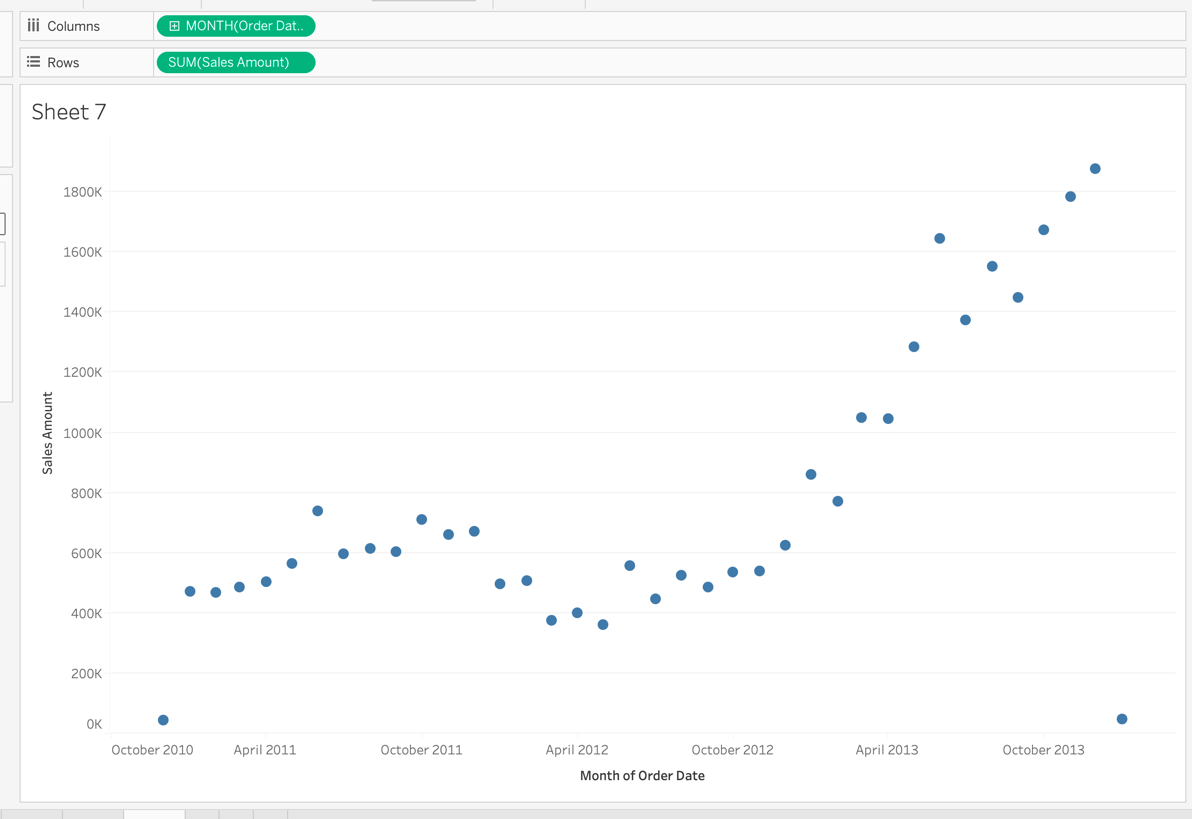 Columns
MONTH(Order Dat..
Rows
SUM(Sales Amount)
Sheet 7
1800K
1600K
1400K
1200K
1000K
800K
600K
400K
200K
0K
Sales Amount
October 2010 April 2011 October 2011 April 2012 October 2012 April 2013 October 2013
Month of Order Date